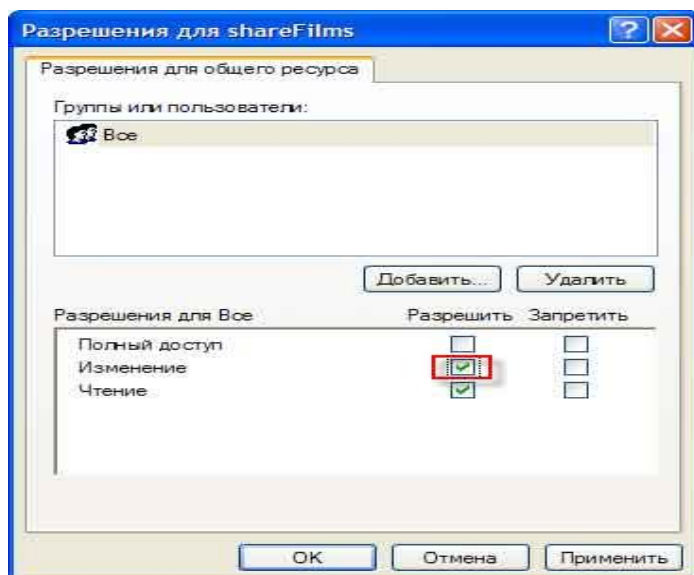 Разрешения для shareFilms
Разрешения для общего ресурса
Группы или пользователи:
Все
Добавить... Удалить
Разрешения для Все Разрешить Запретить
Полный доступ
Изменение
Чтение
OK Отмена Применить